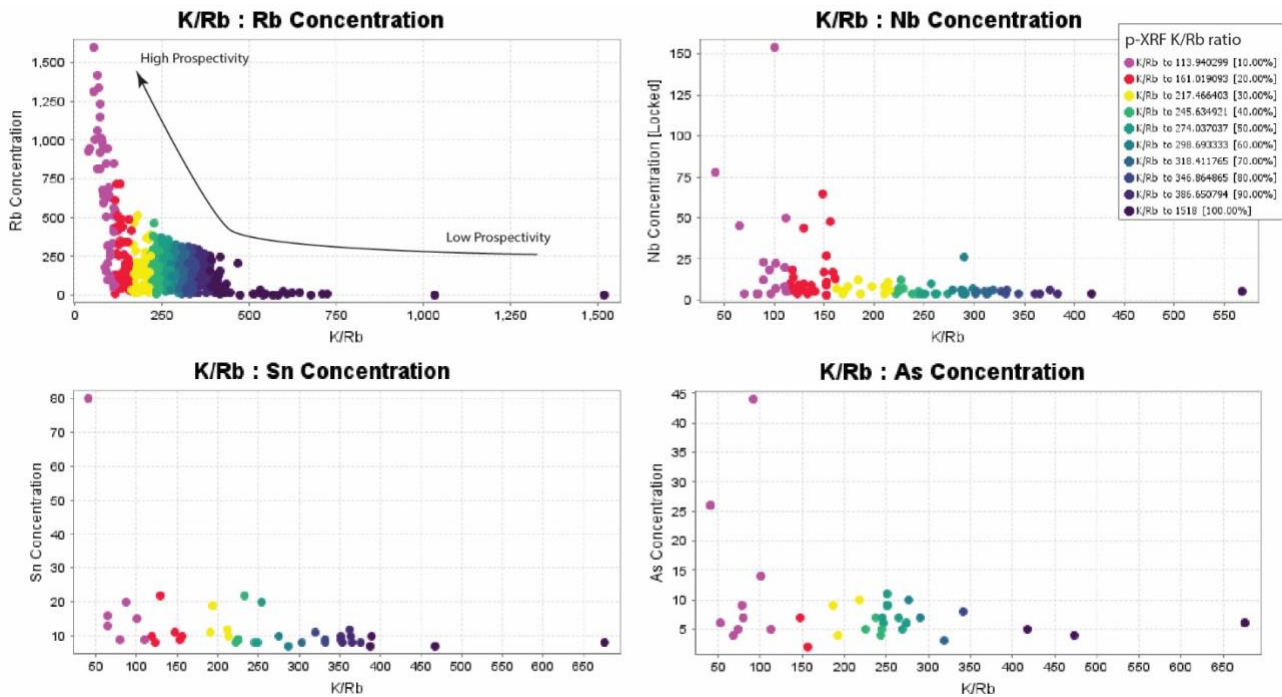 K/Rb : Rb Concentration
Rb Concentration
1,500
1,250
1,000
750
500
250
0
High Prospectivity
Low Prospectivity
0 250 500 750 1,000 1,250 1,500
K/Rb
K/Rb : Nb Concentration
Nb Concentration [Locked]
150
125
100
75
50
25
0
50 100 150 200 250 300 350 400 450 500 550 600 650
K/Rb
p-XRF K/Rb ratio
K/Rb to 113.940299 [10.00%]
K/Rb to 161.019093 [20.00%]
K/Rb to 217.466403 [30.00%]
K/Rb to 245.634921 [40.00%]
K/Rb to 274.037037 [50.00%]
K/Rb to 298.693333 [60.00%]
K/Rb to 318.411765 [70.00%]
K/Rb to 346.864865 [80.00%]
K/Rb to 386.650794 [90.00%]
K/Rb to 1518 [100.00%]
K/Rb : Sn Concentration
Sn Concentration
80
70
60
50
40
30
20
10
50 100 150 200 250 300 350 400 450 500 550 600 650
K/Rb
K/Rb : As Concentration
As Concentration
45
40
35
30
25
20
15
10
5
50 100 150 200 250 300 350 400 450 500 550 600 650
K/Rb